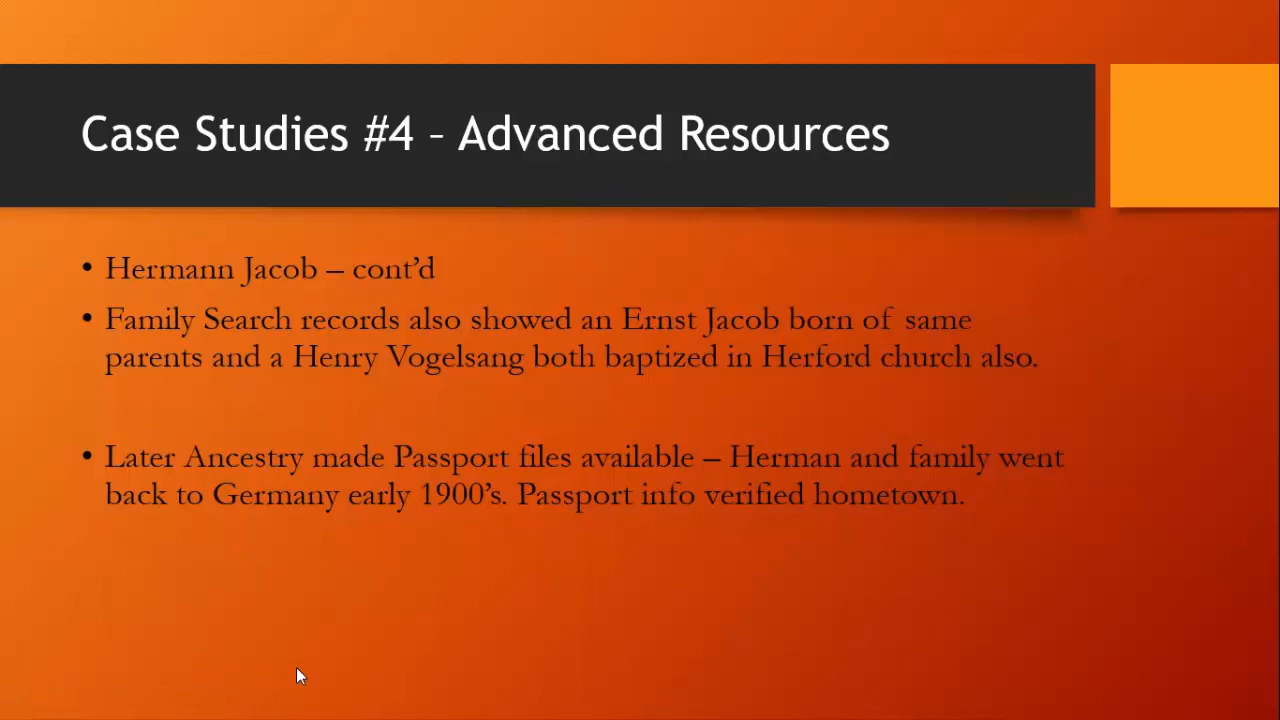 Case Studies #4 – Advanced Resources
• Hermann Jacob – cont’d
• Family Search records also showed an Ernst Jacob born of same
parents and a Henry Vogelsang both baptized in Herford church also.
• Later Ancestry made Passport files available – Herman and family went
back to Germany early 1900’s. Passport info verified hometown.